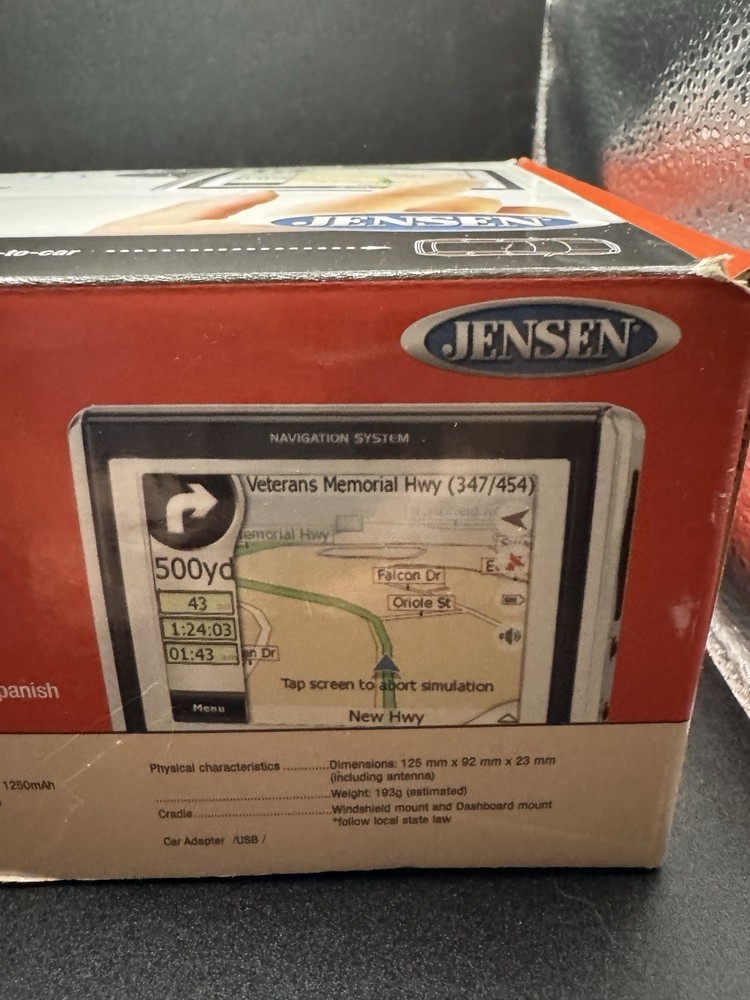 JENSEN
-to-car
JENSEN
NAVIGATION SYSTEM
Veterans Memorial Hwy (347/454)
emorial Hwy
500yd
Falcon Dr
Oriole St
43
1:24:03
01:43
en Dr
Tap screen to abort simulation
Menu
New Hwy
panish
1250mAh
Physical characteristics ..............Dimensions: 125 mm x 92 mm x 23 mm
(including antenna)
..............Weight: 193g (estimated)
Cradle..............Windshield mount and Dashboard mount
*follow local state law
Car Adapter /USB /